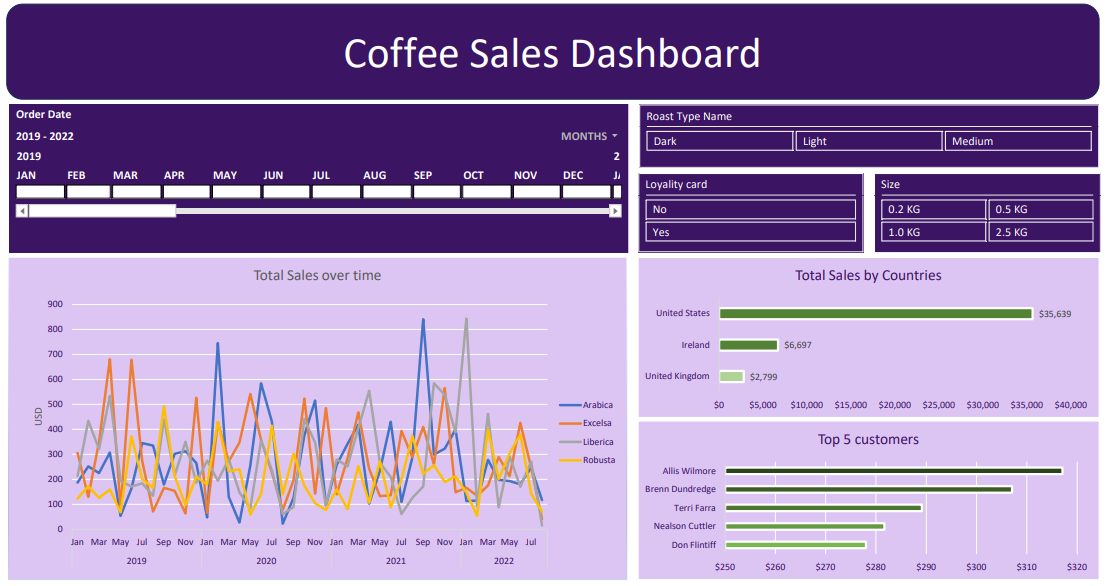 Coffee Sales Dashboard
Order Date
2019 - 2022
MONTHS
2019 2
JAN FEB MAR APR MAY JUN JUL AUG SEP OCT NOV DEC
Roast Type Name
Dark Light Medium
Loyality card
No
Yes
Size
0.2 KG 0.5 KG
1.0 KG 2.5 KG
Total Sales over time
900
800
700
600
500
400
300
200
100
0
USD
Jan Mar May Jul Sep Nov Jan Mar May Jul Sep Nov Jan Mar May Jul Sep Nov Jan Mar May Jul
2019 2020 2021 2022
Arabica
Excelsa
Liberica
Robusta
Total Sales by Countries
United States $35,639
Ireland $6,697
United Kingdom $2,799
$0 $5,000 $10,000 $15,000 $20,000 $25,000 $30,000 $35,000 $40,000
Top 5 customers
Allis Wilmore
Brenn Dundredge
Terri Farra
Nealson Cuttler
Don Flintiff
$250 $260 $270 $280 $290 $300 $310 $320